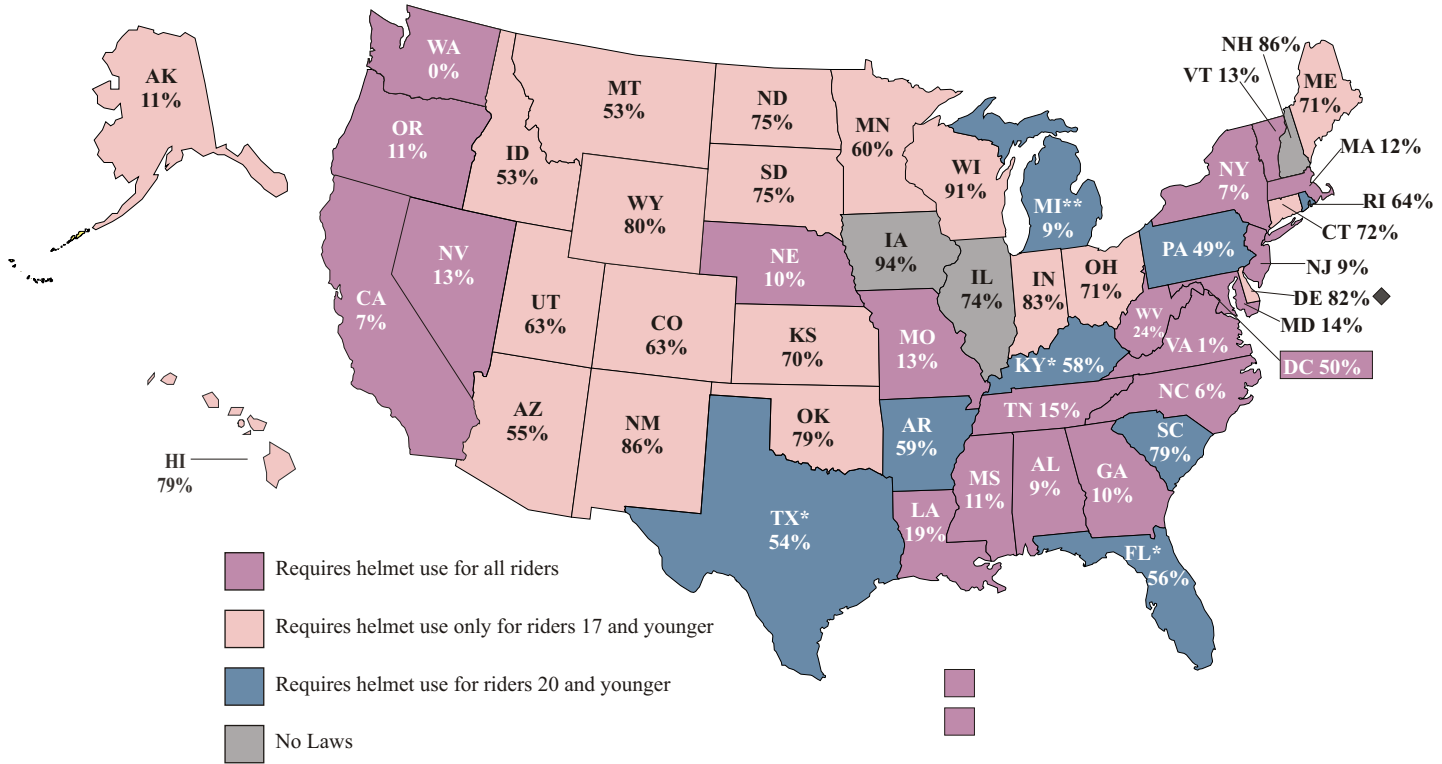 NH 86%
WA
0%
VT 13%
AK
11%
MT
53%
ND
75%
ME
71%
OR
11%
MN
60%
MA 12%
ID
53%
SD
75%
WI
91%
NY
7%
WY
80%
MI**
9%
RI 64%
CT 72%
IA
94%
PA 49%
NV
13%
NE
10%
IL
74%
IN
83%
OH
71%
NJ 9%
CA
7%
UT
63%
CO
63%
DE 82% ◆
KS
70%
MO
13%
WV
24%
MD 14%
VA 1%
KY* 58%
DC 50%
AZ
55%
NM
86%
OK
79%
TN 15%
NC 6%
AR
59%
SC
79%
HI
79%
MS
11%
AL
9%
GA
10%
TX*
54%
LA
19%
FL*
56%
Requires helmet use for all riders
Requires helmet use only for riders 17 and younger
Requires helmet use for riders 20 and younger
No Laws